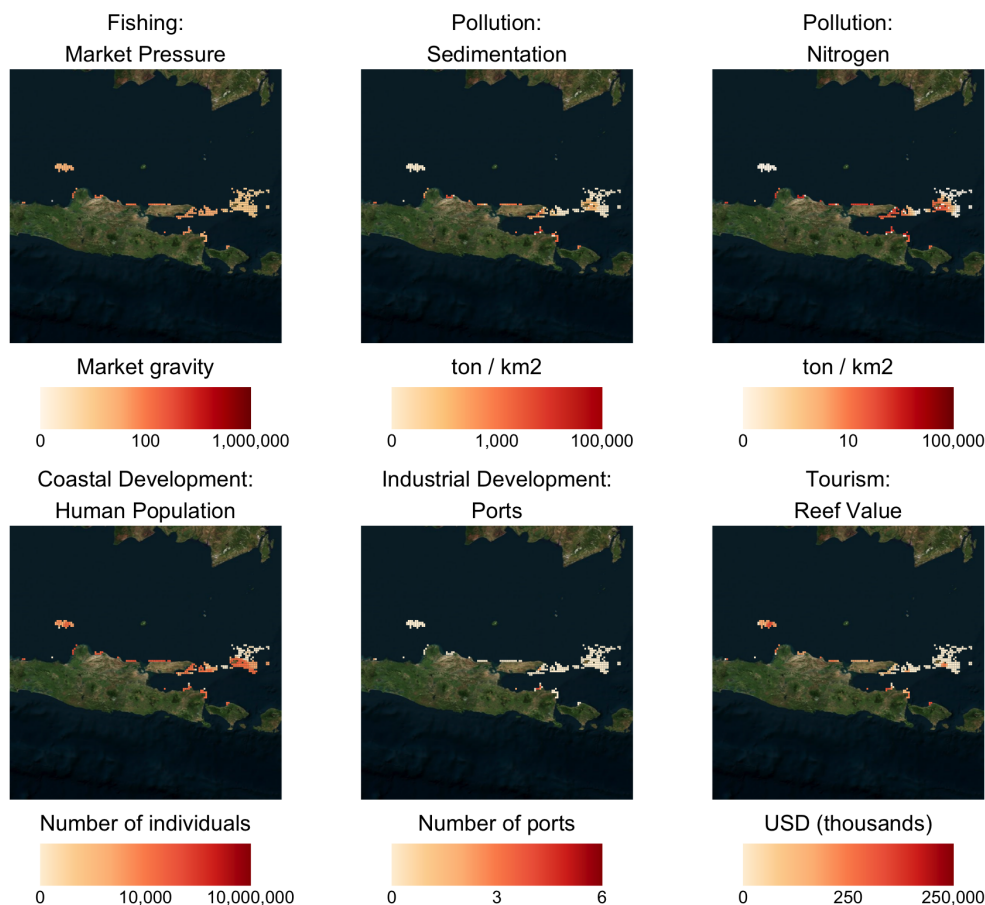 Fishing:
Market Pressure
Pollution:
Sedimentation
Pollution:
Nitrogen
Market gravity
0 100 1,000,000
ton / km2
0 1,000 100,000
ton / km2
0 10 100,000
Coastal Development:
Human Population
Industrial Development:
Ports
Tourism:
Reef Value
Number of individuals
0 10,000 10,000,000
Number of ports
0 3 6
USD (thousands)
0 250 250,000